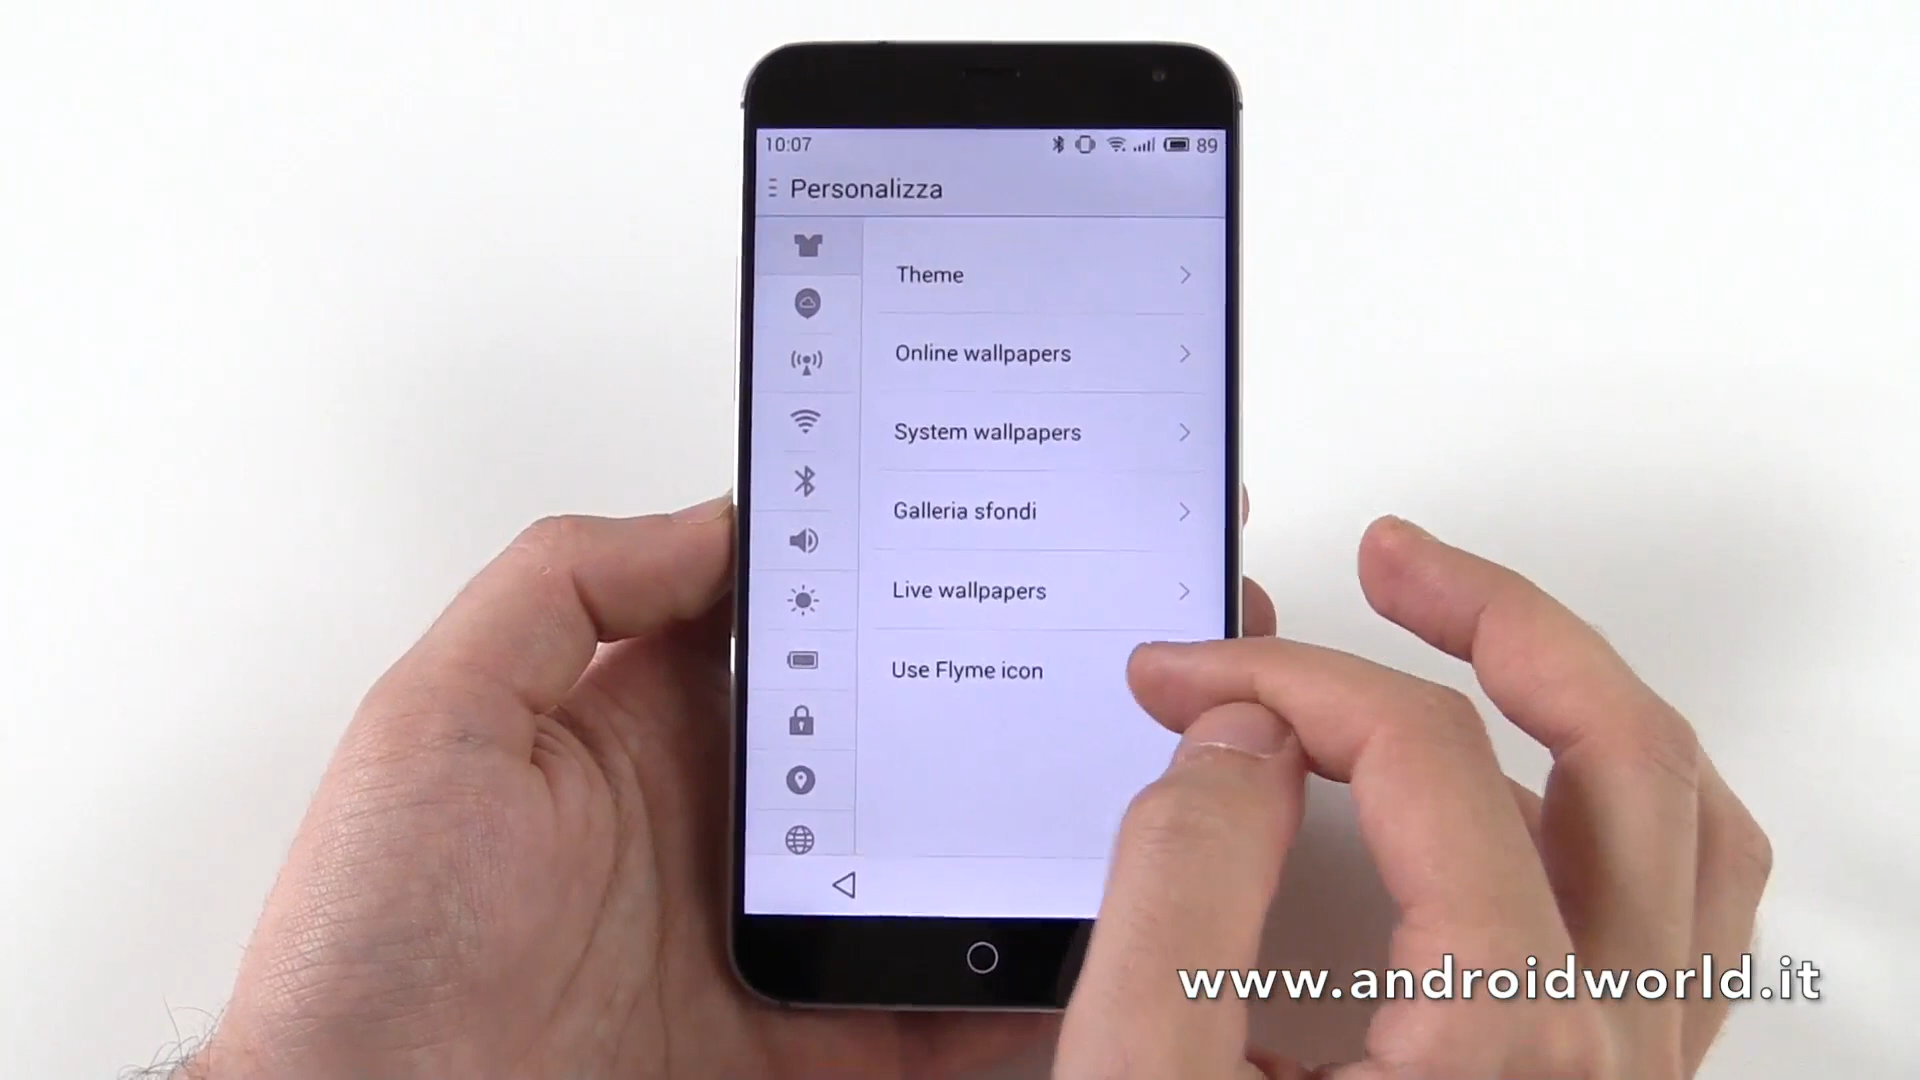 10:07
89
Personalizza
Theme
Online wallpapers
System wallpapers
Galleria sfondi
Live wallpapers
Use Flyme icon
www.androidworld.it